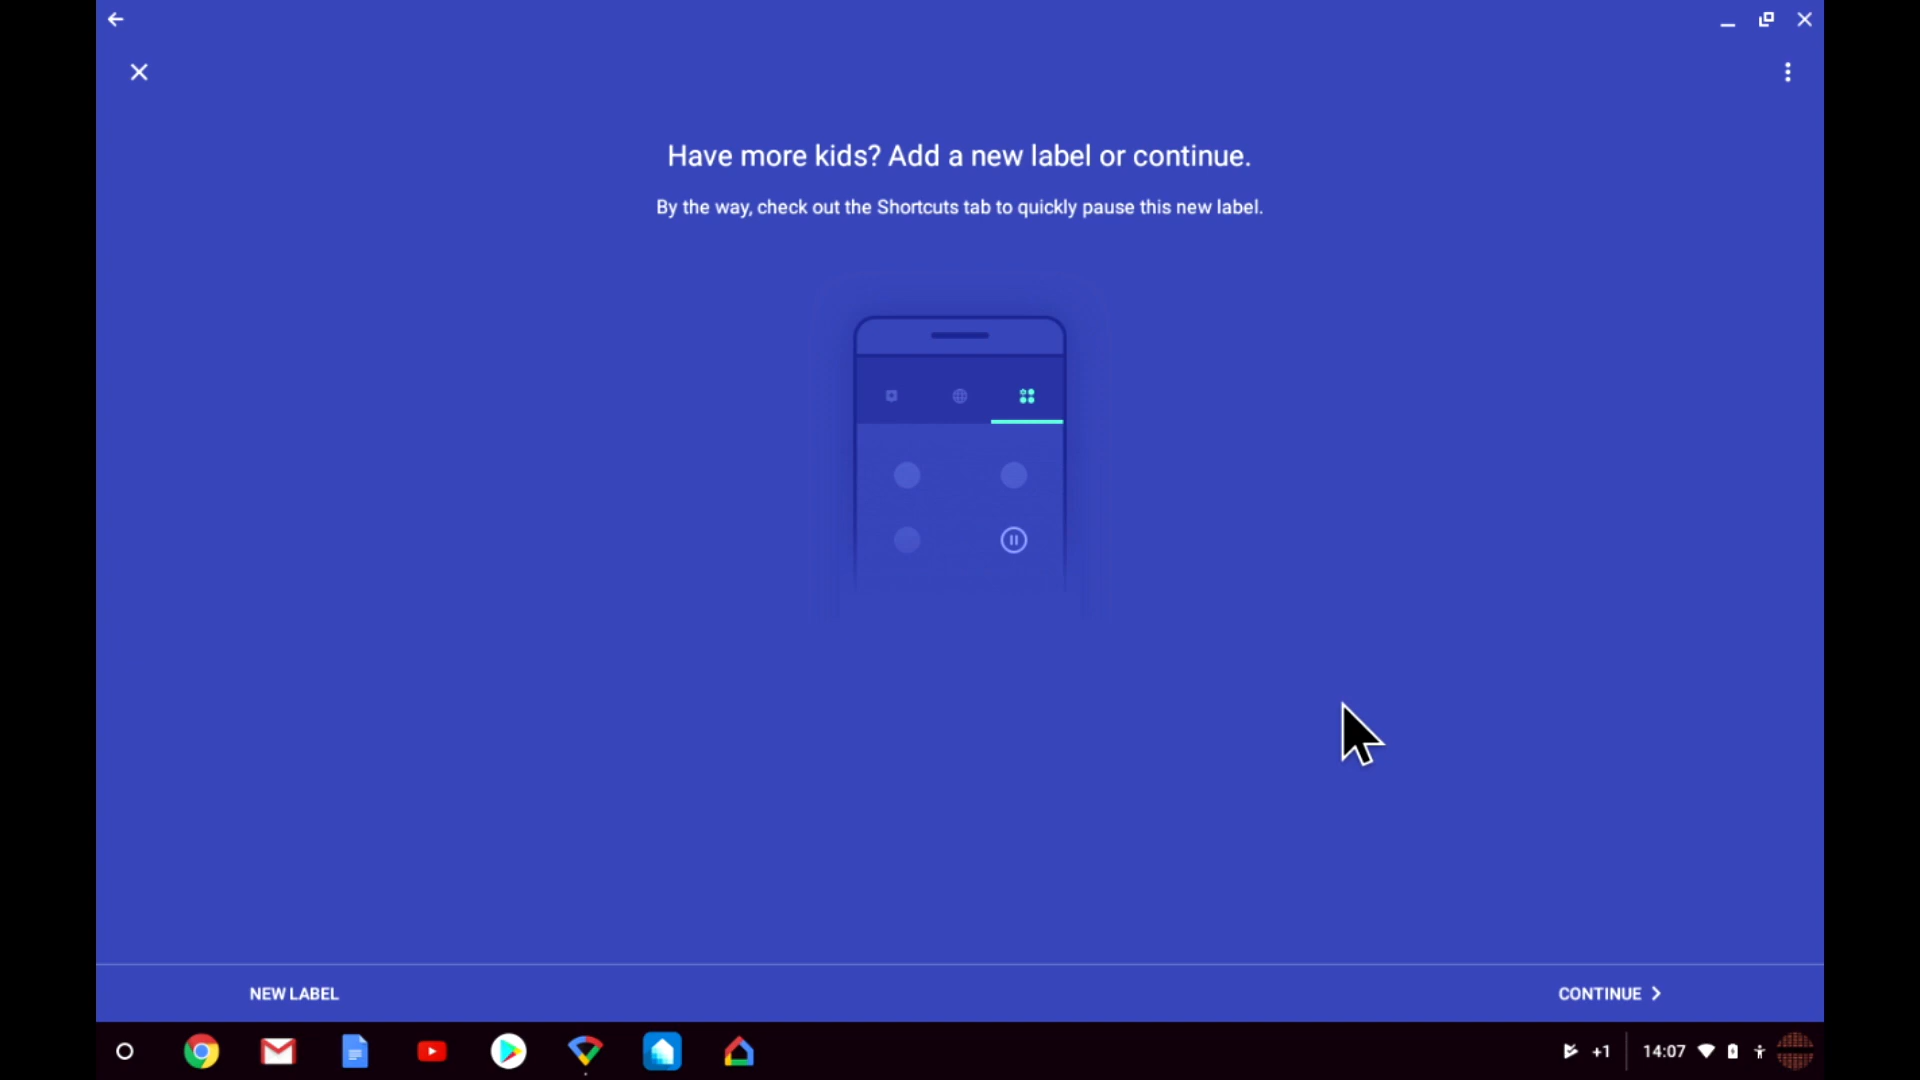 Have more kids? Add a new label or continue.
By the way, check out the Shortcuts tab to quickly pause this new label.
NEW LABEL
CONTINUE
+1
14:07